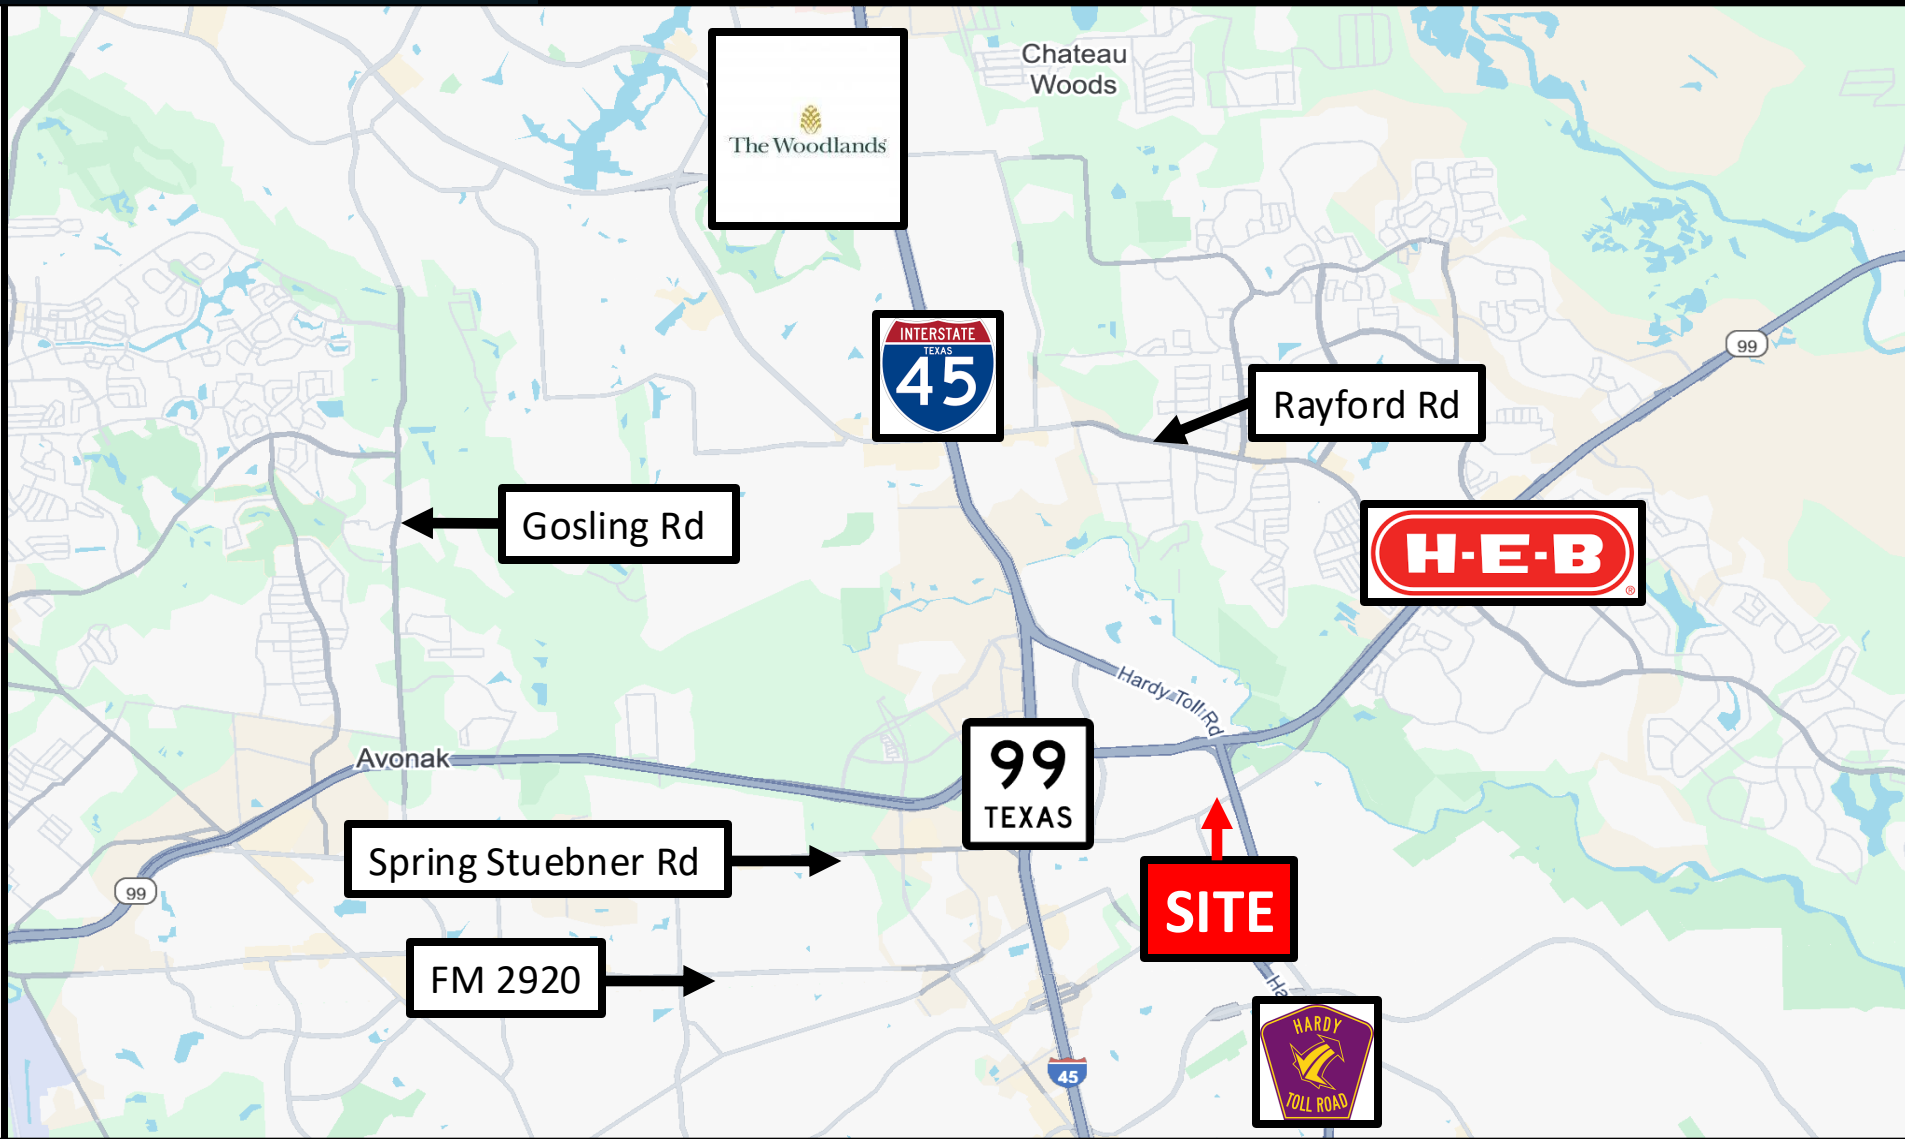 Chateau
Woods
The Woodlands
INTERSTATE
TEXAS
45
99
Rayford Rd
H-E-B
®
Gosling Rd
Hardy Toll Rd
99
TEXAS
Avonak
Spring Stuebner Rd
99
SITE
FM 2920
Ha
HARDY
TOLL ROAD
45